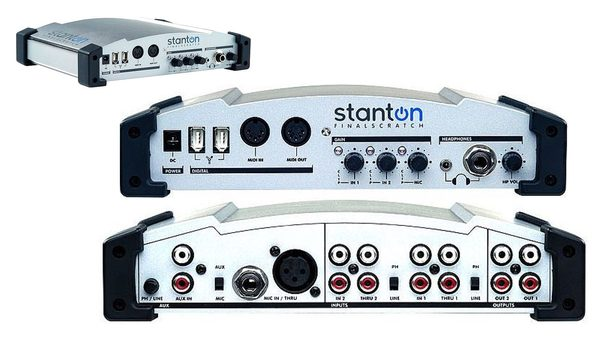 stanton
stanton
FINALSCRATCH
GAIN
HEADPHONES
DC
MIDI IN
MIDI OUT
IN 1
IN 2
MIC
HP VOL
POWER
DIGITAL
AUX
PH
PH
PH / LINE
AUX IN
MIC
MIC IN / THRU
IN 2
THRU 2
LINE
IN 1
THRU 1
LINE
OUT 2
OUT 1
AUX
INPUTS
OUTPUTS